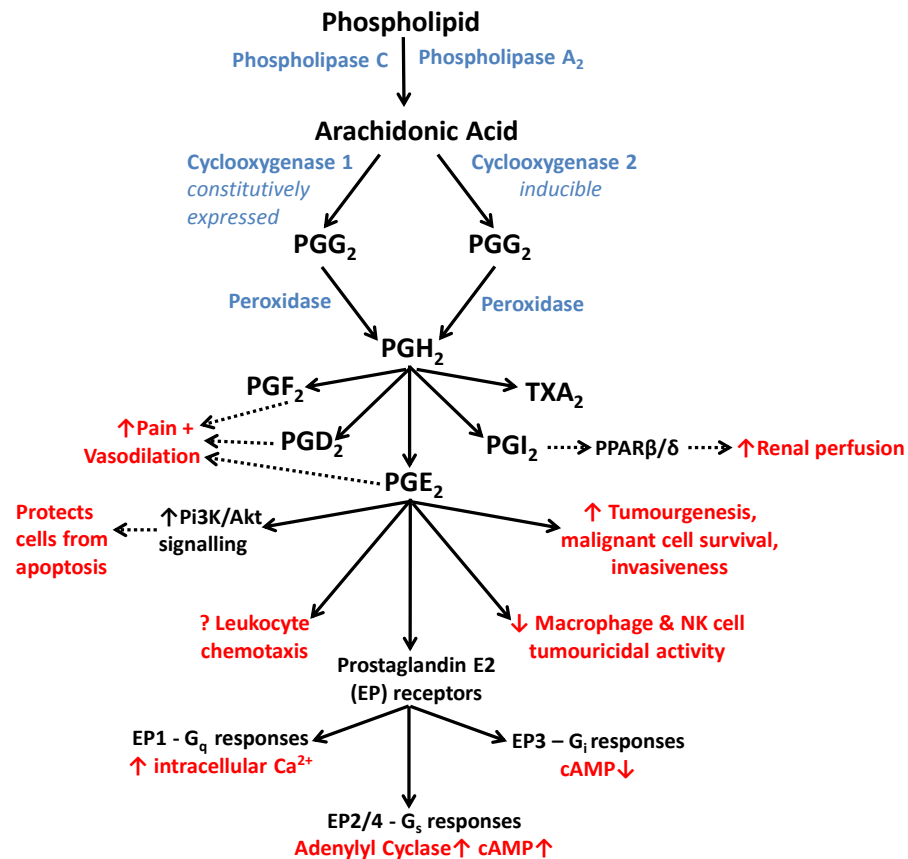 Phospholipid
Phospholipase C
Phospholipase A₂
Arachidonic Acid
Cyclooxygenase 1
constitutively
expressed
Cyclooxygenase 2
inducible
PGG₂
PGG₂
Peroxidase
Peroxidase
PGH₂
PGF₂
TXA₂
↑Pain +
Vasodilation
PGD₂
PGI₂
PPARβ/δ
↑Renal perfusion
PGE₂
Protects
cells from
apoptosis
↑Pi3K/Akt
signalling
↑ Tumourgenesis,
malignant cell survival,
invasiveness
? Leukocyte
chemotaxis
↓ Macrophage & NK cell
tumouricidal activity
Prostaglandin E2
(EP) receptors
EP1 - Gq responses
↑ intracellular Ca²⁺
EP3 – Gi responses
cAMP↓
EP2/4 - Gs responses
Adenylyl Cyclase↑ cAMP↑